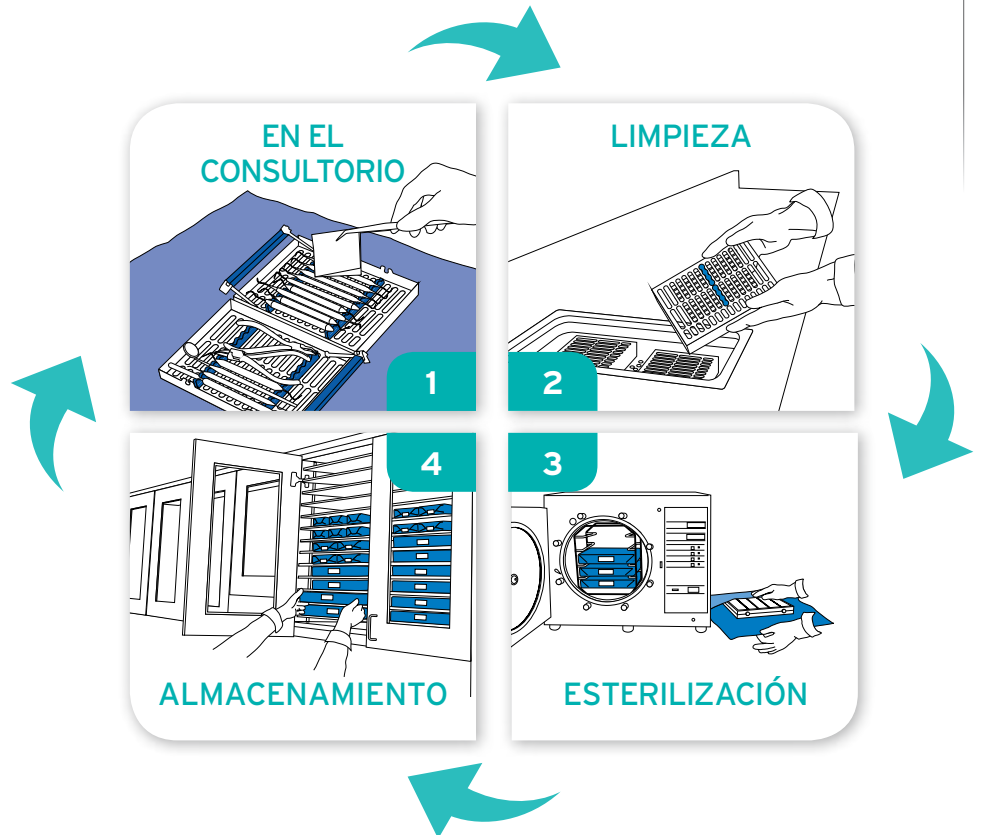 EN EL
CONSULTORIO
1
LIMPIEZA
2
3
ESTERILIZACIÓN
4
ALMACENAMIENTO